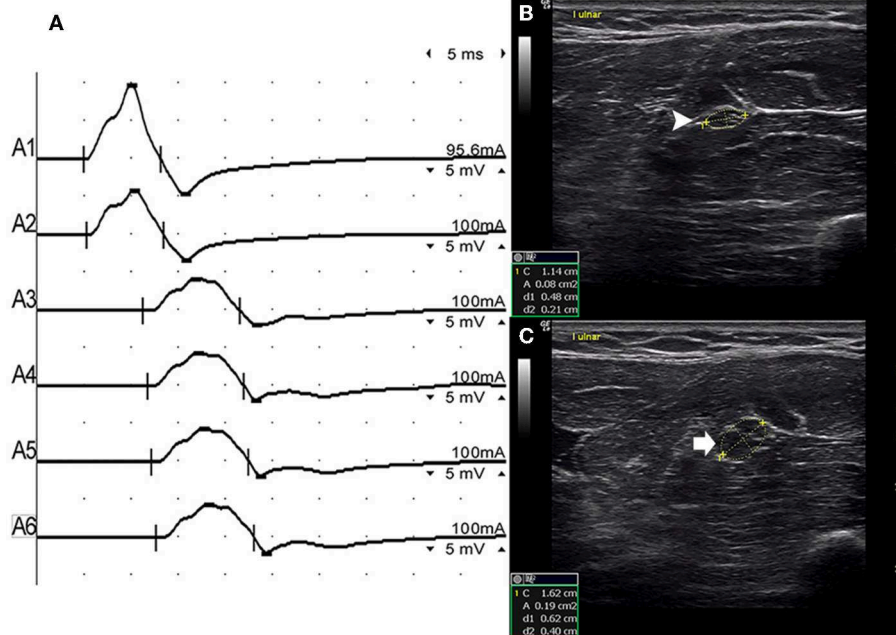 A
5 ms
A1
95.6mA
5 mV
A2
100mA
5 mV
A3
100mA
5 mV
A4
100mA
5 mV
A5
100mA
5 mV
A6
100mA
5 mV
B
l ulnar
1 C 1.14 cm
A 0.08 cm2
d1 0.48 cm
d2 0.21 cm
C
l ulnar
1
1 C 1.62 cm
A 0.19 cm2
d1 0.62 cm
d2 0.40 cm